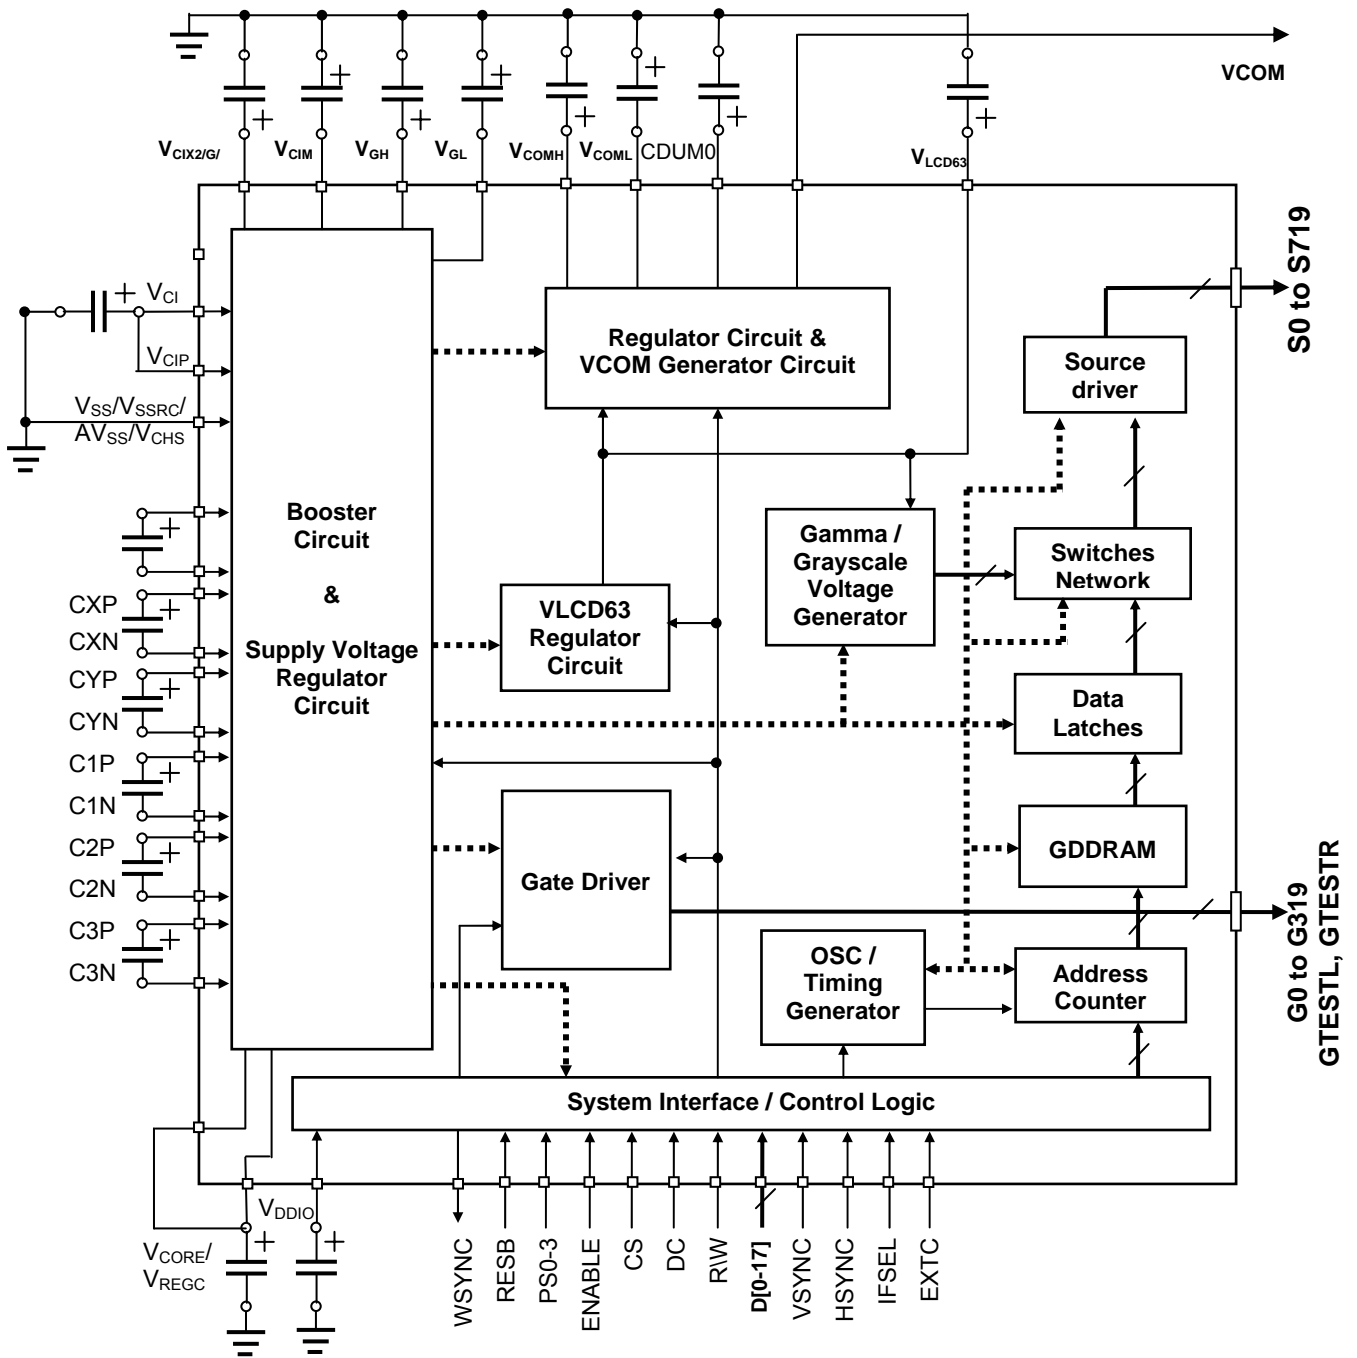 VCOM
VCIX2/G/
VCIM
VGH
VGL
VCOMH
VCOML
CDUM0
VLCD63
+
+
+
+
+
+
+
+
S0 to S719
+
VCI
VCIP
VSS/VSSRC/
AVSS/VCHS
Regulator Circuit &
VCOM Generator Circuit
Source
driver
Booster
Circuit
&
Supply Voltage
Regulator
Circuit
Gamma /
Grayscale
Voltage
Generator
Switches
Network
+
CXP
+
CXN
CYP
+
CYN
C1P
+
C1N
C2P
+
C2N
C3P
+
C3N
VLCD63
Regulator
Circuit
Data
Latches
GDDRAM
Gate Driver
G0 to G319
GTESTL, GTESTR
OSC /
Timing
Generator
Address
Counter
System Interface / Control Logic
VDDIO
VCORE/
VREGC
+
+
WSYNC
RESB
PS0-3
ENABLE
CS
DC
R\W
D[0-17]
VSYNC
HSYNC
IFSEL
EXTC